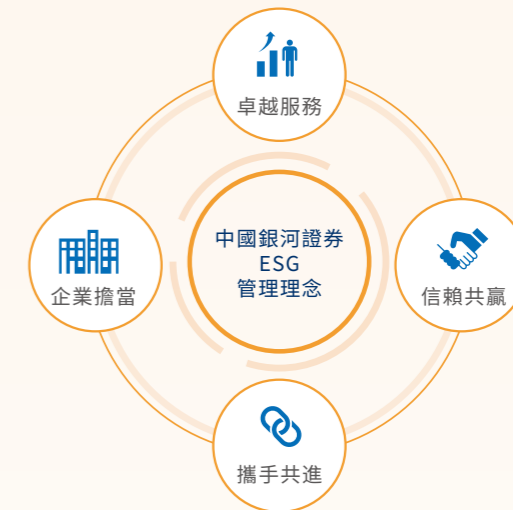 卓越服務
中國銀河證券
ESG
管理理念
企業擔當
信賴共贏
攜手共進